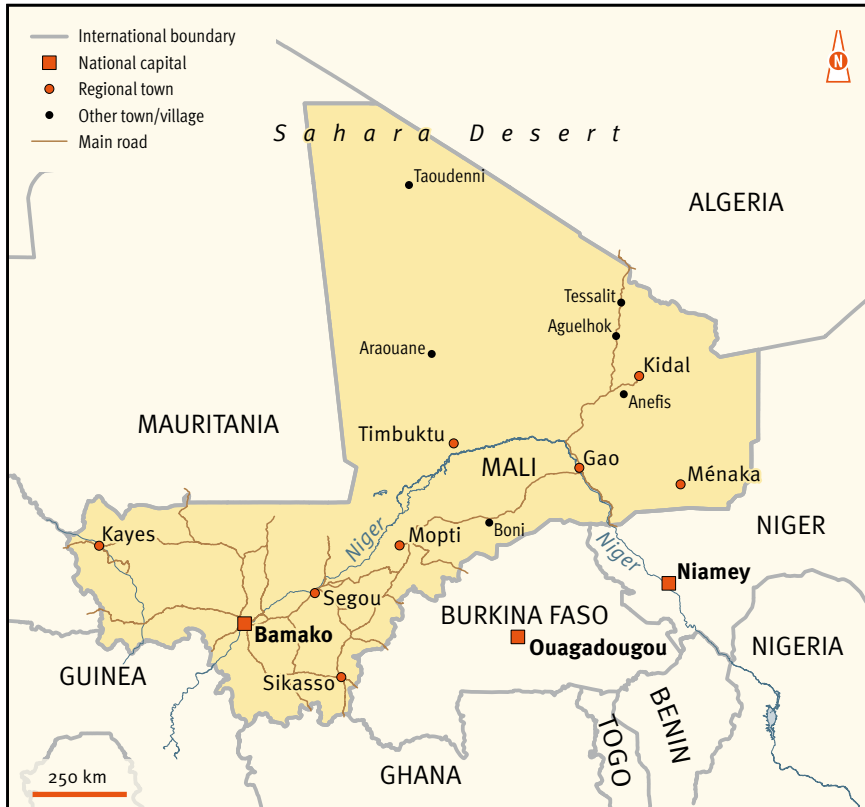 International boundary
National capital
Regional town
Other town/village
Main road
N
Sahara Desert
Taoudenni
ALGERIA
Tessalit
Aguelhok
Araouane
Kidal
Anefis
MAURITANIA
Timbuktu
MALI
Gao
Ménaka
Kayes
Niger
Mopti
Boni
NIGER
Niger
Niamey
Segou
BURKINA FASO
Bamako
Ouagadougou
NIGERIA
GUINEA
Sikasso
BENIN
TOGO
GHANA
250 km